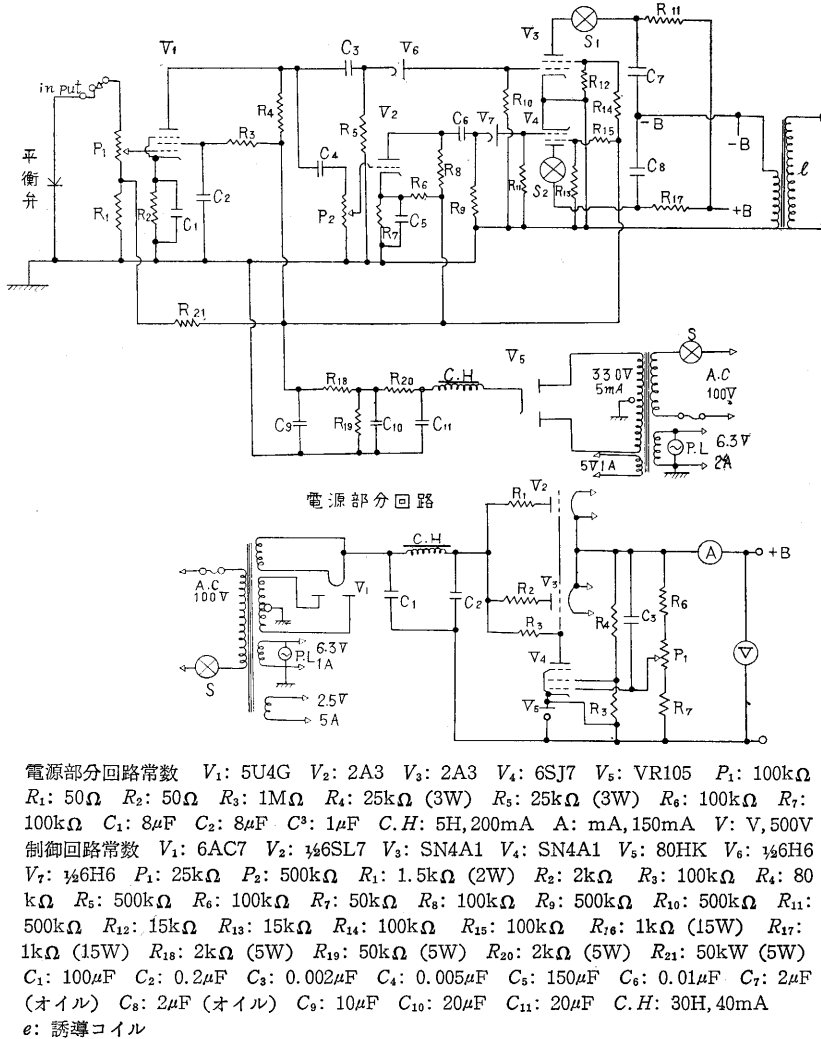 V₁
in put
平衡弁
P₁
R₁
R₂
C₁
C₂
R₃
R₄
C₃
V₆
R₅
V₂
C₄
P₂
R₆
R₇
C₅
R₈
C₆
V₇
R₉
V₃
S₁
R₁₀
V₄
R₁₁
S₂
R₁₂
R₁₃
R₁₄
R₁₅
R₁₁
C₇
-B
-B
C₈
R₁₇
+B
ℓ
R₂₁
R₁₈
C₉
R₁₉
C₁₀
R₂₀
C₁₁
C.H
V₅
330V
5mA
5V1A
S
A.C
100V
P.L
6.3V
2A
電源部分回路
A.C
100V
S
V₁
P.L
6.3V
1A
2.5V
5A
C.H
C₁
C₂
R₁
V₂
R₂
V₃
R₃
V₄
V₅
R₄
R₃
C₃
R₆
P₁
R₇
A
V
+B
電源部分回路常数 V₁: 5U4G V₂: 2A3 V₃: 2A3 V₄: 6SJ7 V₅: VR105 P₁: 100kΩ
R₁: 50Ω R₂: 50Ω R₃: 1MΩ R₄: 25kΩ (3W) R₅: 25kΩ (3W) R₆: 100kΩ R₇:
100kΩ C₁: 8μF C₂: 8μF C³: 1μF C.H: 5H, 200mA A: mA, 150mA V: V, 500V
制御回路常数 V₁: 6AC7 V₂: ½6SL7 V₃: SN4A1 V₄: SN4A1 V₅: 80HK V₆: ½6H6
V₇: ½6H6 P₁: 25kΩ P₂: 500kΩ R₁: 1.5kΩ (2W) R₂: 2kΩ R₃: 100kΩ R₄: 80
kΩ R₅: 500kΩ R₆: 100kΩ R₇: 50kΩ R₈: 100kΩ R₉: 500kΩ R₁₀: 500kΩ R₁₁:
500kΩ R₁₂: 15kΩ R₁₃: 15kΩ R₁₄: 100kΩ R₁₅: 100kΩ R₁₆: 1kΩ (15W) R₁₇:
1kΩ (15W) R₁₈: 2kΩ (5W) R₁₉: 50kΩ (5W) R₂₀: 2kΩ (5W) R₂₁: 50kW (5W)
C₁: 100μF C₂: 0.2μF C₃: 0.002μF C₄: 0.005μF C₅: 150μF C₆: 0.01μF C₇: 2μF
(オイル) C₈: 2μF (オイル) C₉: 10μF C₁₀: 20μF C₁₁: 20μF C.H: 30H, 40mA
e: 誘導コイル